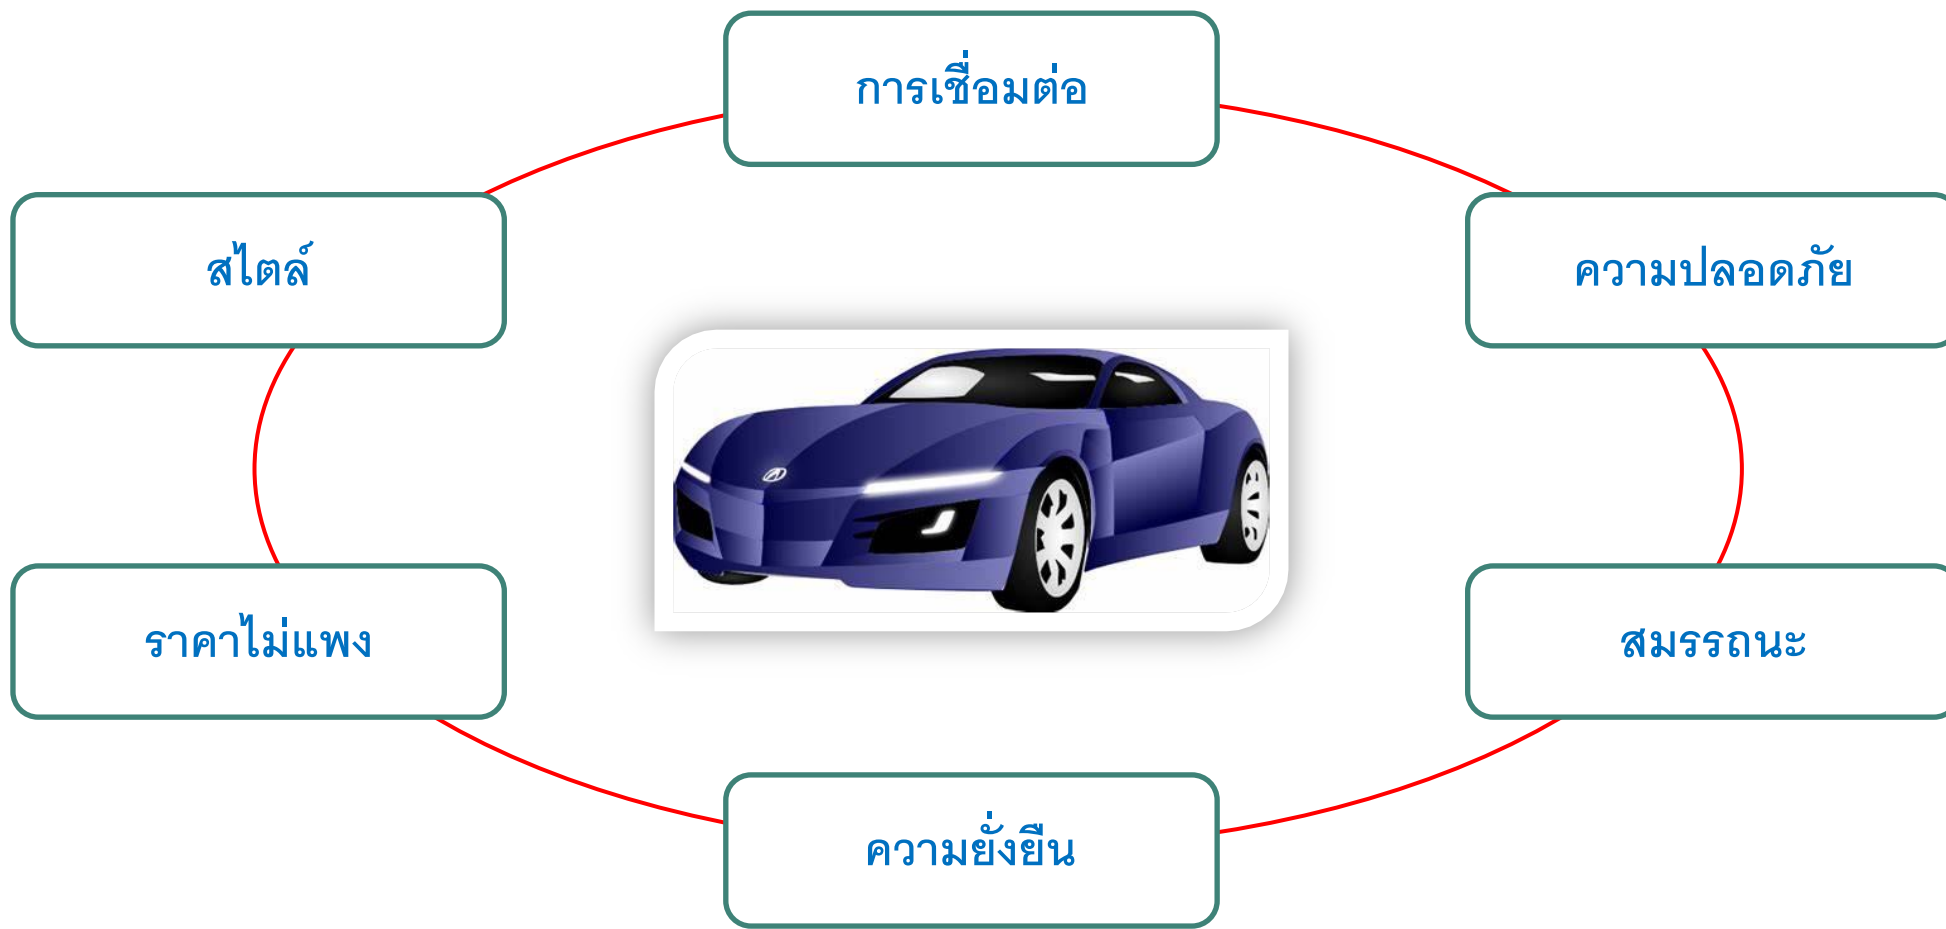 การเชื่อมต่อ
สไตล์
ความปลอดภัย
ราคาไม่แพง
สมรรถนะ
ความยั่งยืน